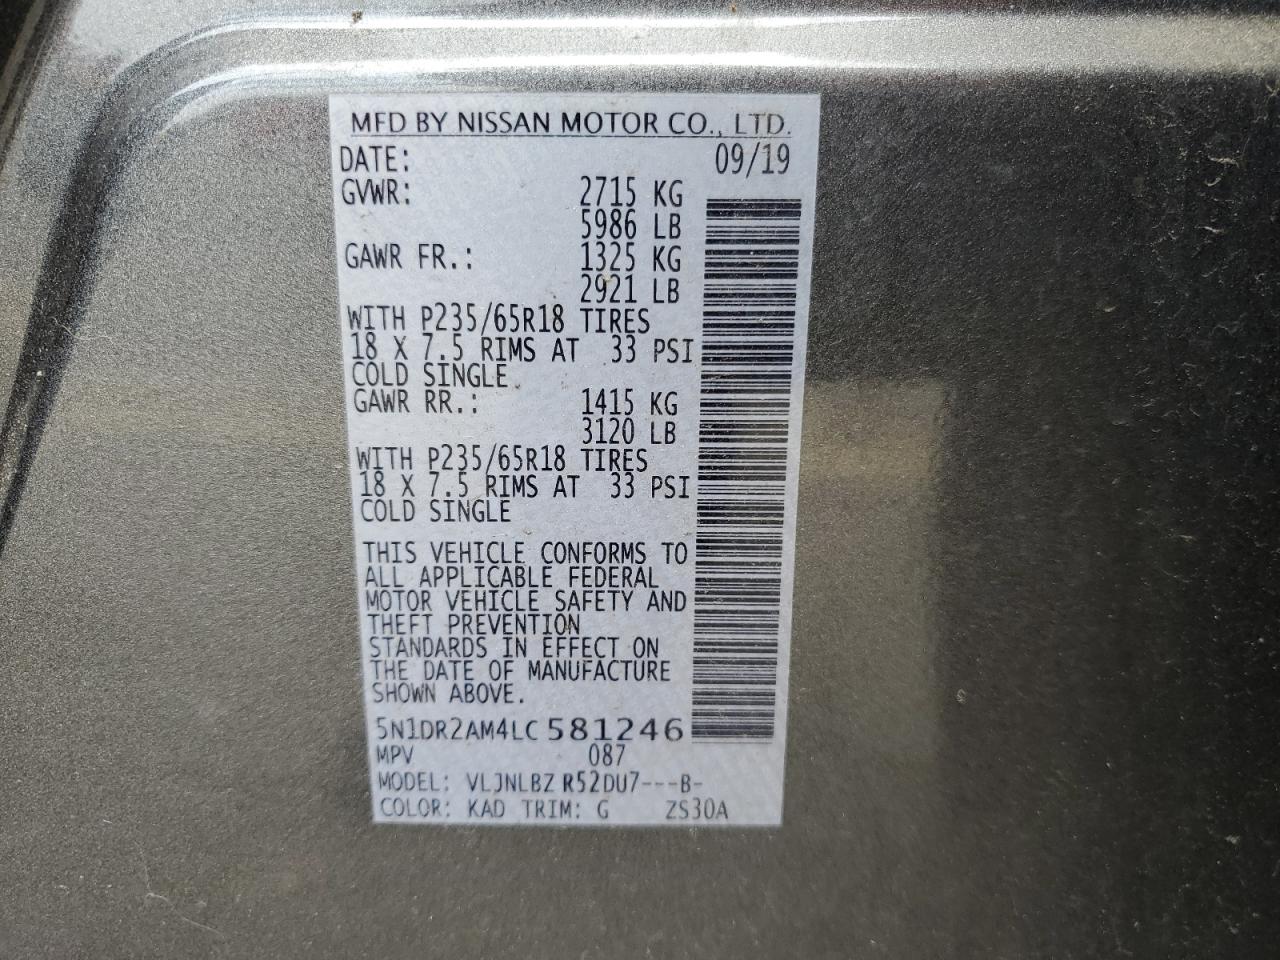 MFD BY NISSAN MOTOR CO., LTD.
DATE: 09/19
GVWR: 2715 KG
5986 LB
GAWR FR.: 1325 KG
2921 LB
WITH P235/65R18 TIRES
18 X 7.5 RIMS AT 33 PSI
COLD SINGLE
GAWR RR.: 1415 KG
3120 LB
WITH P235/65R18 TIRES
18 X 7.5 RIMS AT 33 PSI
COLD SINGLE
THIS VEHICLE CONFORMS TO
ALL APPLICABLE FEDERAL
MOTOR VEHICLE SAFETY AND
THEFT PREVENTION
STANDARDS IN EFFECT ON
THE DATE OF MANUFACTURE
SHOWN ABOVE.
5N1DR2AM4LC581246
MPV 087
MODEL: VLJNLBZ R52DU7---B-
COLOR: KAD TRIM: G ZS30A